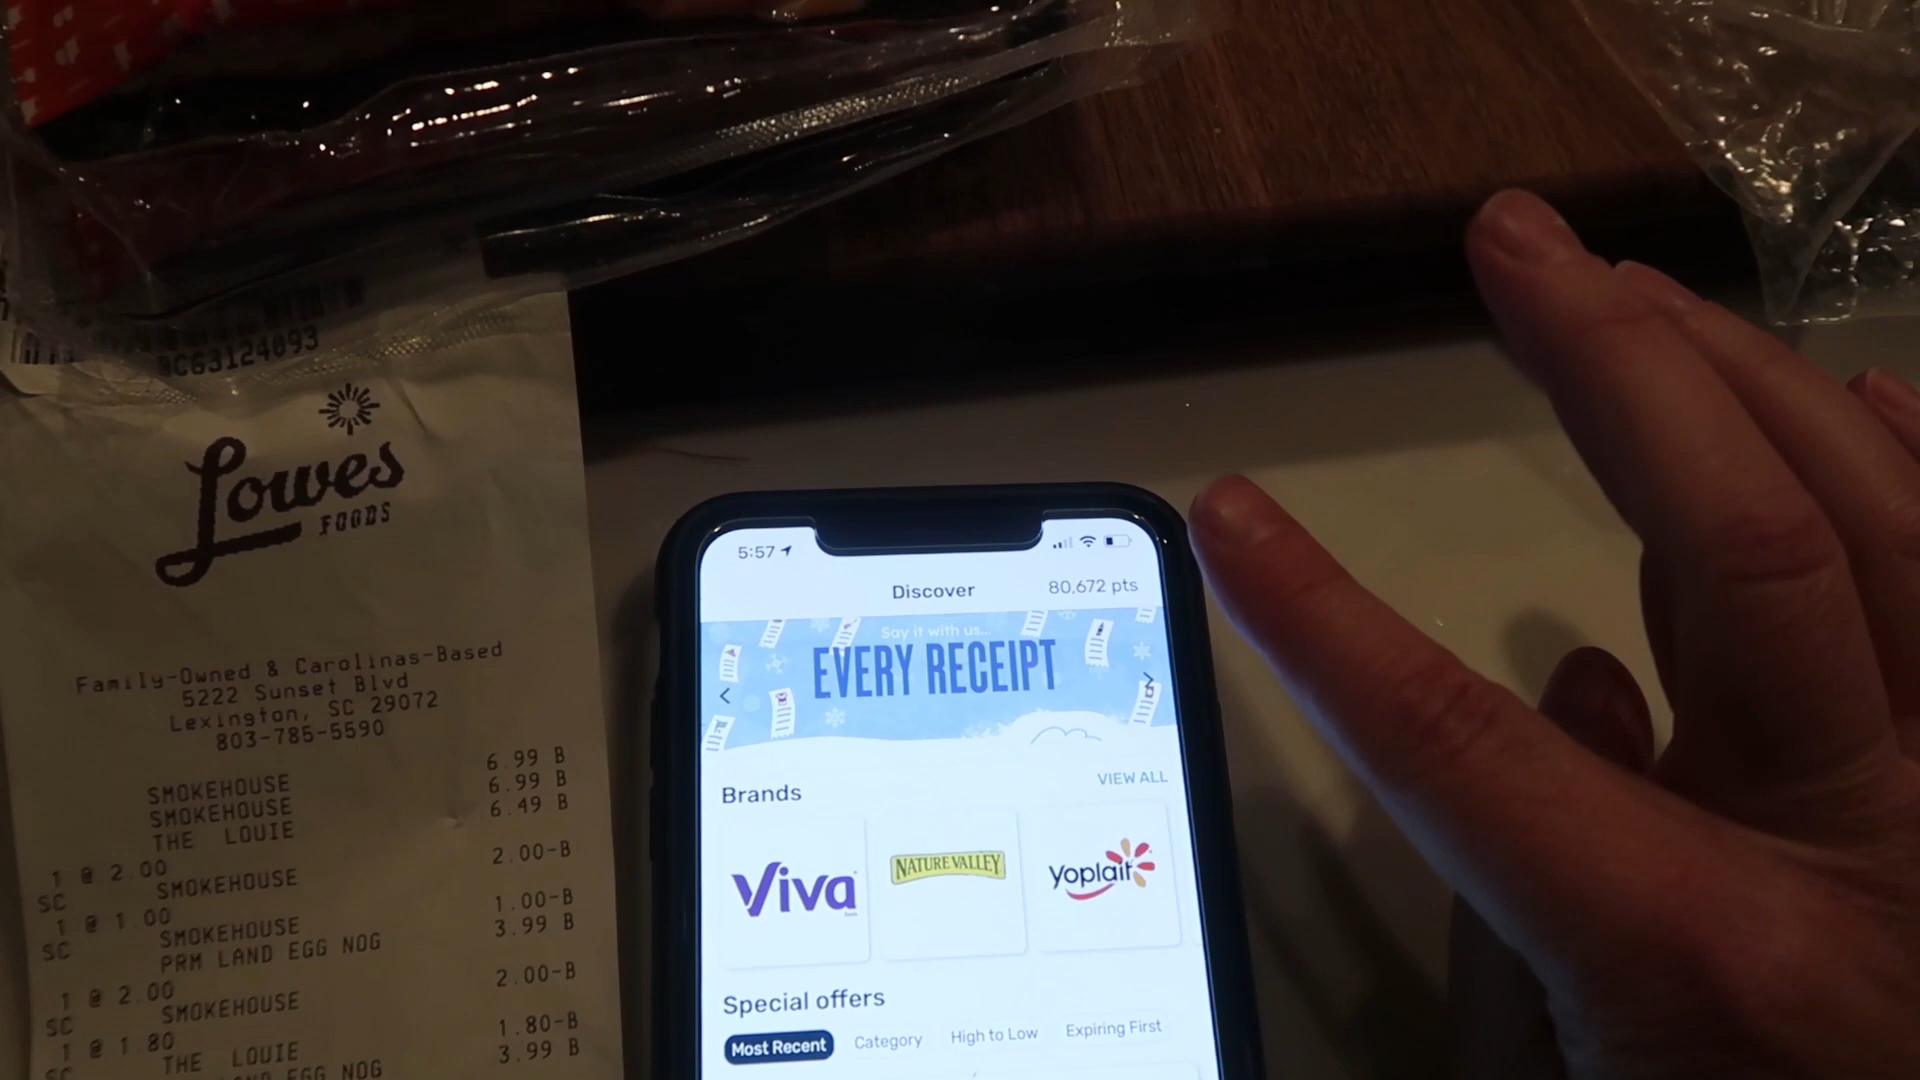 C63124093
Lowes
FOODS
Family-Owned & Carolinas-Based
5222 Sunset Blvd
Lexington, SC 29072
803-785-5590
SMOKEHOUSE 6.99 B
SMOKEHOUSE 6.99 B
THE LOUIE 6.49 B
1 @ 2.00
SC SMOKEHOUSE 2.00-B
1 @ 1.00
SC SMOKEHOUSE 1.00-B
PRM LAND EGG NOG 3.99 B
1 @ 2.00
SC SMOKEHOUSE 2.00-B
1 @ 1.80
SC THE LOUIE 1.80-B
EGG NOG 3.99 B
5:57
Discover 80,672 pts
Say it with us...
EVERY RECEIPT
Brands VIEW ALL
Viva
NATURE VALLEY
yoplait
Special offers
Most Recent Category High to Low Expiring First